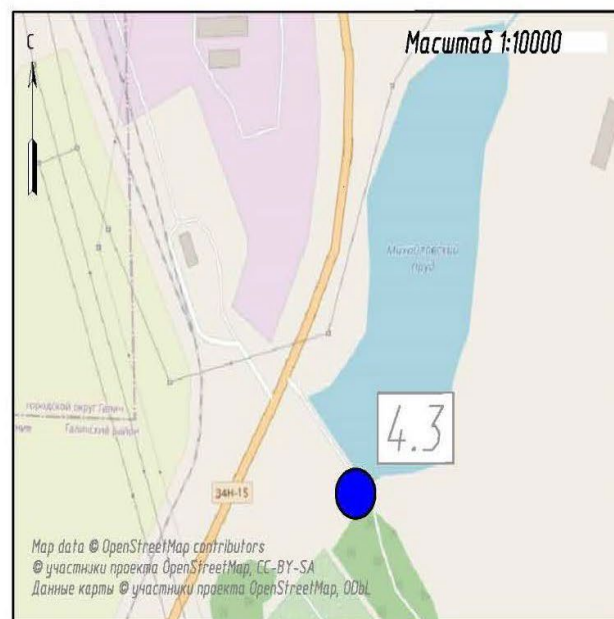 С
Масштаб 1:10000
Михайловский
пруд
4.3
городской округ Галич
ние Галичский район
34Н-15
Map data © OpenStreetMap contributors
© участники проекта OpenStreetMap, CC-BY-SA
Данные карты © участники проекта OpenStreetMap, ODbL